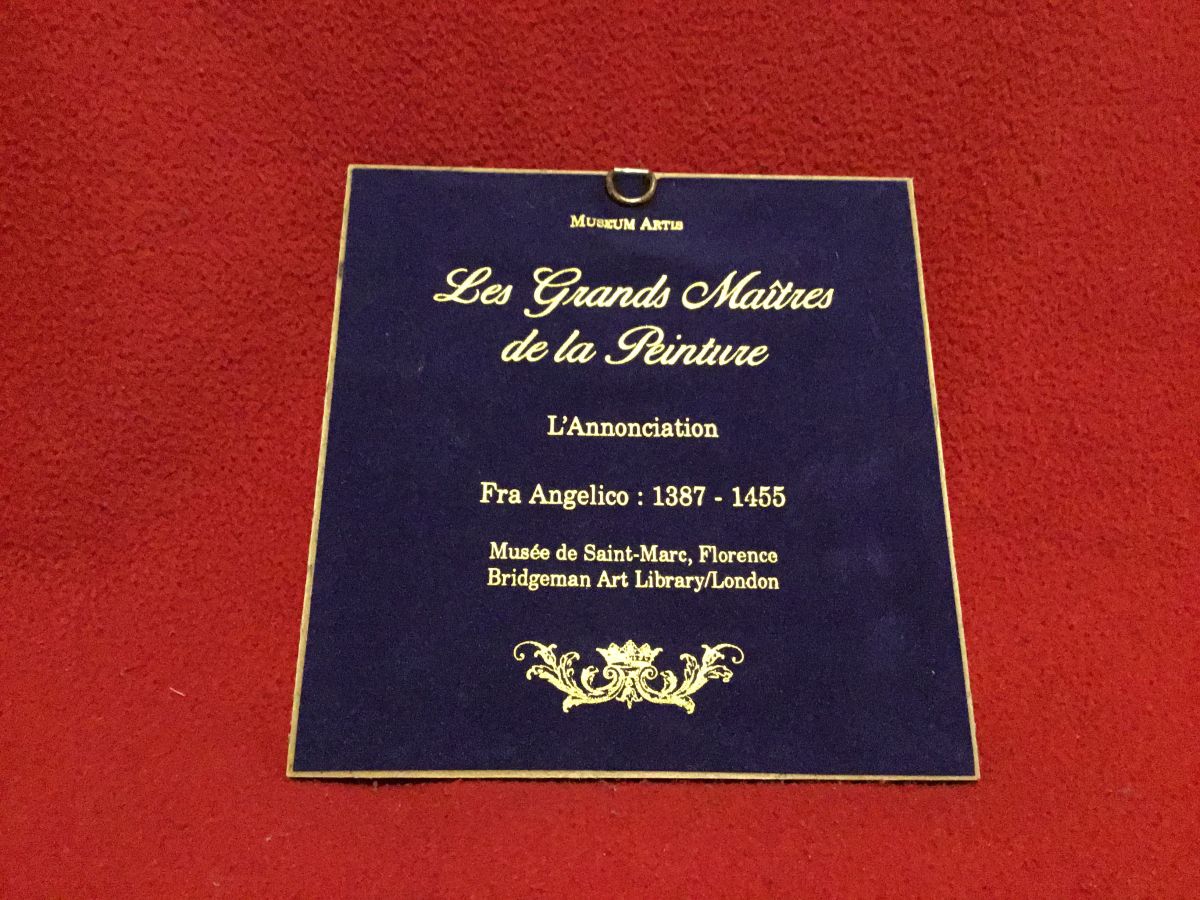 Museum Artis
Les Grands Maîtres
de la Peinture
L'Annonciation
Fra Angelico : 1387 - 1455
Musée de Saint-Marc, Florence
Bridgeman Art Library/London